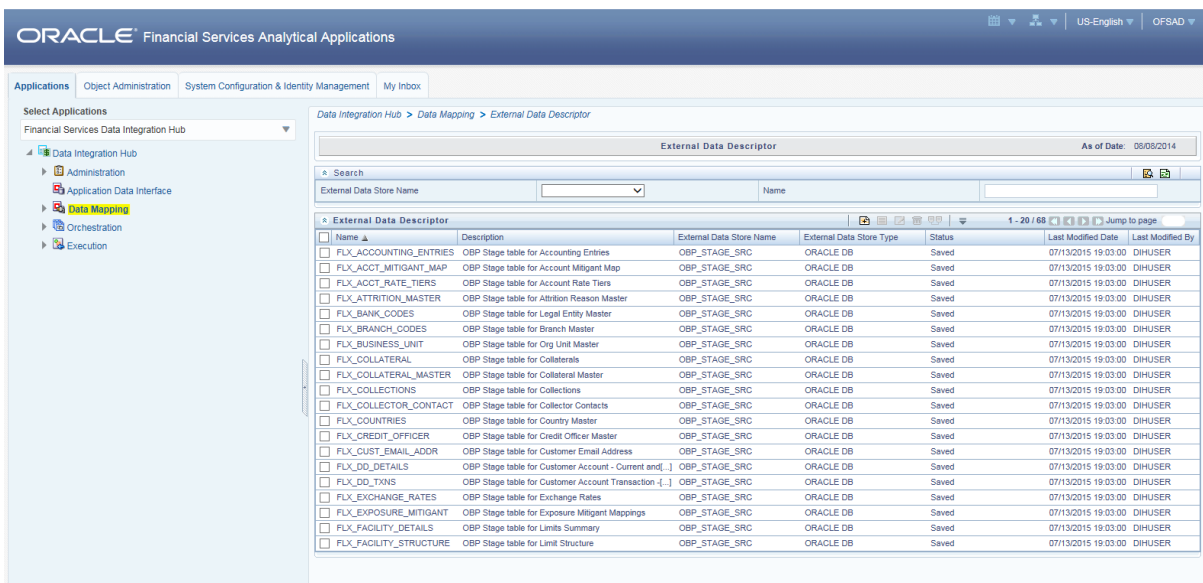 US-English OFSAD
ORACLE® Financial Services Analytical Applications
Applications Object Administration System Configuration & Identity Management My Inbox
Select Applications
Financial Services Data Integration Hub
Data Integration Hub
Administration
Application Data Interface
Data Mapping
Orchestration
Execution
Data Integration Hub > Data Mapping > External Data Descriptor
External Data Descriptor As of Date: 08/08/2014
Search
External Data Store Name Name
External Data Descriptor 1 - 20 / 68 Jump to page
Name Description External Data Store Name External Data Store Type Status Last Modified Date Last Modified By
FLX_ACCOUNTING_ENTRIES OBP Stage table for Accounting Entries OBP_STAGE_SRC ORACLE DB Saved 07/13/2015 19:03:00 DIHUSER
FLX_ACCT_MITIGANT_MAP OBP Stage table for Account Mitigant Map OBP_STAGE_SRC ORACLE DB Saved 07/13/2015 19:03:00 DIHUSER
FLX_ACCT_RATE_TIERS OBP Stage table for Account Rate Tiers OBP_STAGE_SRC ORACLE DB Saved 07/13/2015 19:03:00 DIHUSER
FLX_ATTRITION_MASTER OBP Stage table for Attrition Reason Master OBP_STAGE_SRC ORACLE DB Saved 07/13/2015 19:03:00 DIHUSER
FLX_BANK_CODES OBP Stage table for Legal Entity Master OBP_STAGE_SRC ORACLE DB Saved 07/13/2015 19:03:00 DIHUSER
FLX_BRANCH_CODES OBP Stage table for Branch Master OBP_STAGE_SRC ORACLE DB Saved 07/13/2015 19:03:00 DIHUSER
FLX_BUSINESS_UNIT OBP Stage table for Org Unit Master OBP_STAGE_SRC ORACLE DB Saved 07/13/2015 19:03:00 DIHUSER
FLX_COLLATERAL OBP Stage table for Collaterals OBP_STAGE_SRC ORACLE DB Saved 07/13/2015 19:03:00 DIHUSER
FLX_COLLATERAL_MASTER OBP Stage table for Collateral Master OBP_STAGE_SRC ORACLE DB Saved 07/13/2015 19:03:00 DIHUSER
FLX_COLLECTIONS OBP Stage table for Collections OBP_STAGE_SRC ORACLE DB Saved 07/13/2015 19:03:00 DIHUSER
FLX_COLLECTOR_CONTACT OBP Stage table for Collector Contacts OBP_STAGE_SRC ORACLE DB Saved 07/13/2015 19:03:00 DIHUSER
FLX_COUNTRIES OBP Stage table for Country Master OBP_STAGE_SRC ORACLE DB Saved 07/13/2015 19:03:00 DIHUSER
FLX_CREDIT_OFFICER OBP Stage table for Credit Officer Master OBP_STAGE_SRC ORACLE DB Saved 07/13/2015 19:03:00 DIHUSER
FLX_CUST_EMAIL_ADDR OBP Stage table for Customer Email Address OBP_STAGE_SRC ORACLE DB Saved 07/13/2015 19:03:00 DIHUSER
FLX_DD_DETAILS OBP Stage table for Customer Account - Current and[...] OBP_STAGE_SRC ORACLE DB Saved 07/13/2015 19:03:00 DIHUSER
FLX_DD_TXNS OBP Stage table for Customer Account Transaction -[...] OBP_STAGE_SRC ORACLE DB Saved 07/13/2015 19:03:00 DIHUSER
FLX_EXCHANGE_RATES OBP Stage table for Exchange Rates OBP_STAGE_SRC ORACLE DB Saved 07/13/2015 19:03:00 DIHUSER
FLX_EXPOSURE_MITIGANT OBP Stage table for Exposure Mitigant Mappings OBP_STAGE_SRC ORACLE DB Saved 07/13/2015 19:03:00 DIHUSER
FLX_FACILITY_DETAILS OBP Stage table for Limits Summary OBP_STAGE_SRC ORACLE DB Saved 07/13/2015 19:03:00 DIHUSER
FLX_FACILITY_STRUCTURE OBP Stage table for Limit Structure OBP_STAGE_SRC ORACLE DB Saved 07/13/2015 19:03:00 DIHUSER